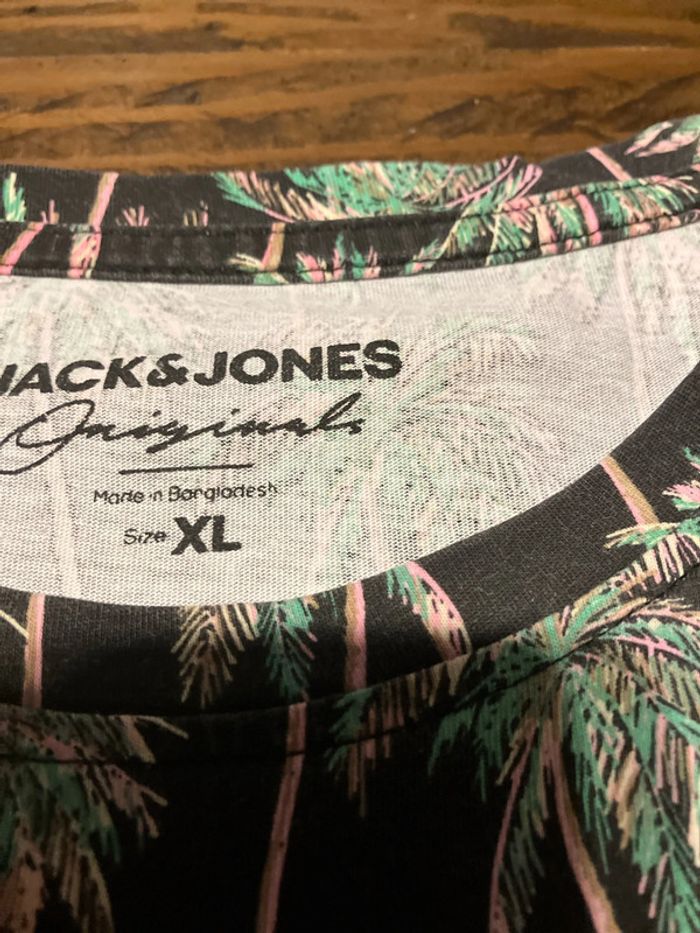 JACK&JONES
Originals
Made in Bangladesh
Size XL